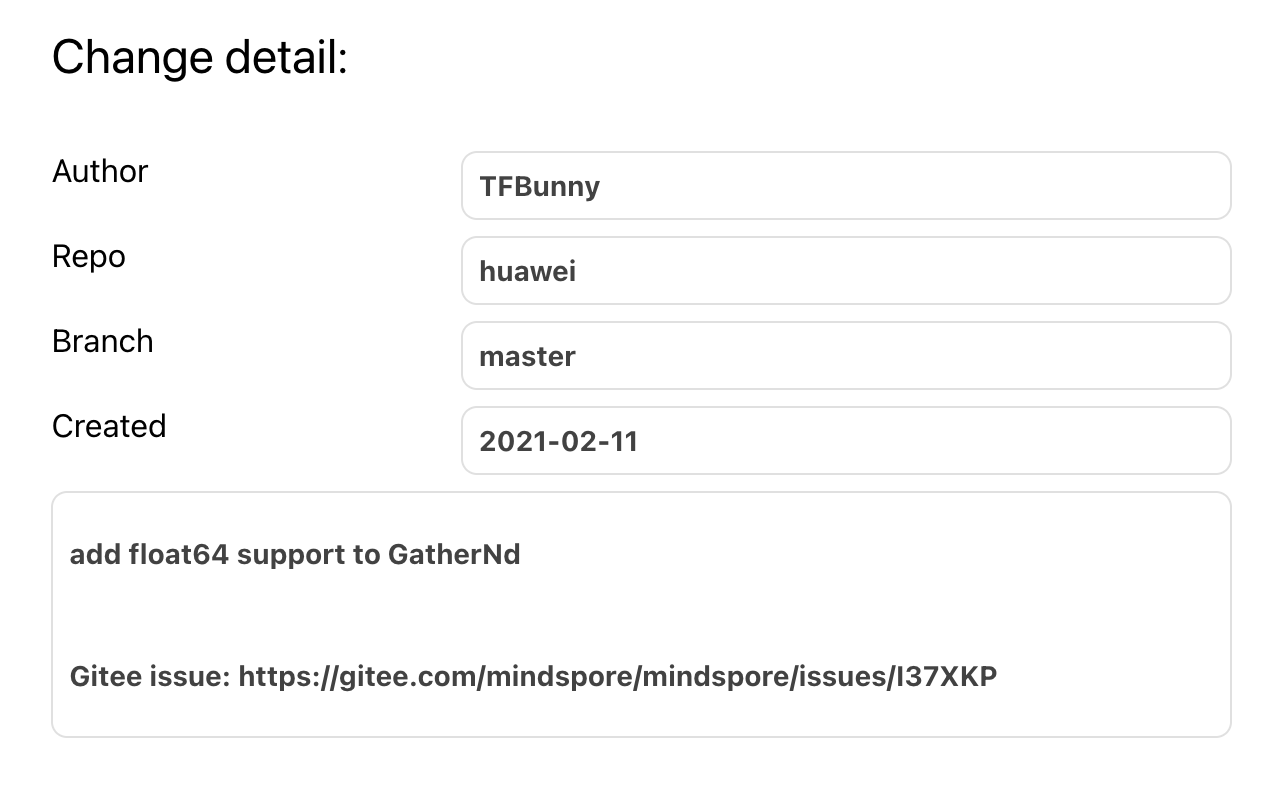 Change detail:
Author
TFBunny
Repo
huawei
Branch
master
Created
2021-02-11
add float64 support to GatherNd
Gitee issue: https://gitee.com/mindspore/mindspore/issues/I37XKP